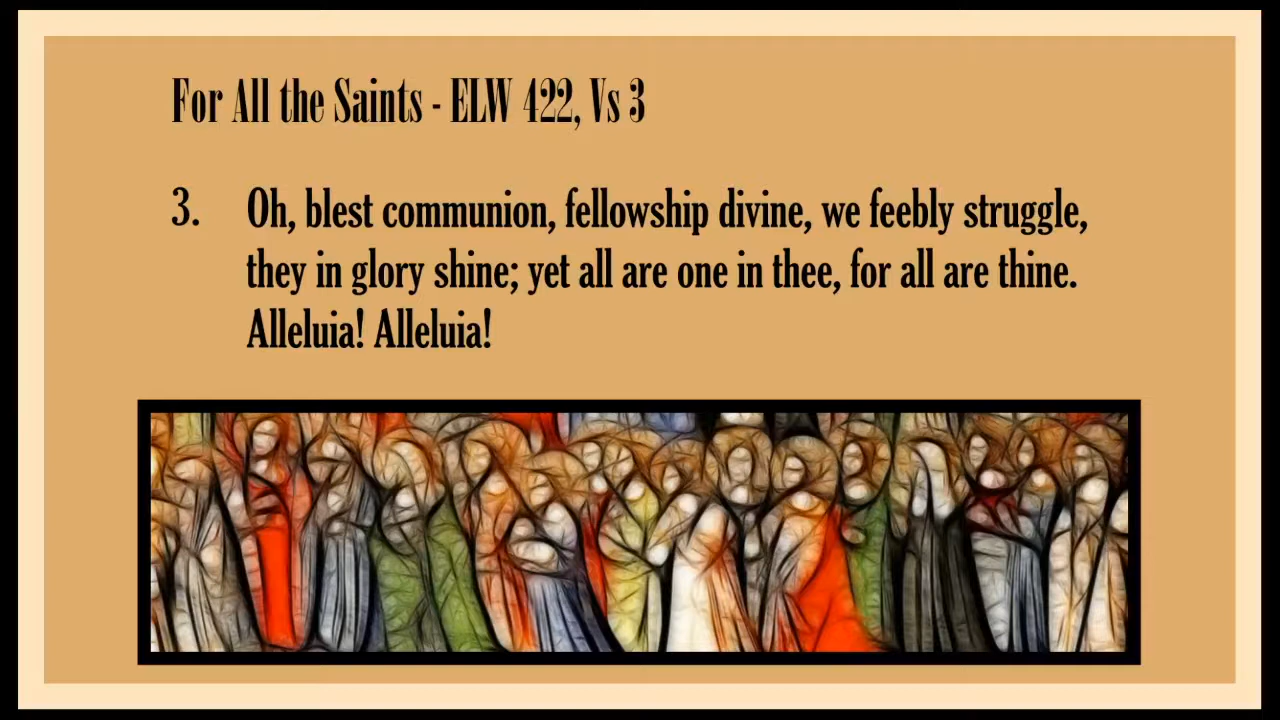 For All the Saints - ELW 422, Vs 3
3. Oh, blest communion, fellowship divine, we feebly struggle,
they in glory shine; yet all are one in thee, for all are thine.
Alleluia! Alleluia!